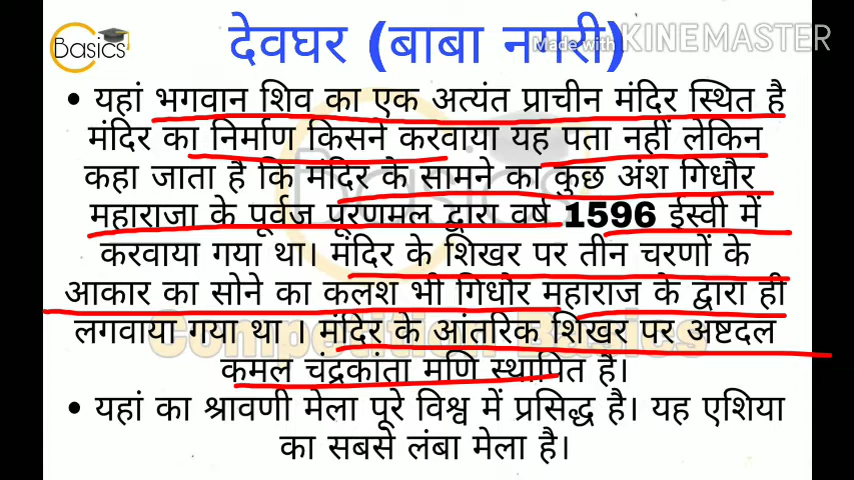 Basics
देवघर (बाबा नगरी)
Made with KINEMASTER
• यहां भगवान शिव का एक अत्यंत प्राचीन मंदिर स्थित है
मंदिर का निर्माण किसने करवाया यह पता नहीं लेकिन
कहा जाता है कि मंदिर के सामने का कुछ अंश गिधौर
महाराजा के पूर्वज पूरणमल द्वारा वर्ष 1596 ईस्वी में
करवाया गया था। मंदिर के शिखर पर तीन चरणों के
आकार का सोने का कलश भी गिधौर महाराज के द्वारा ही
लगवाया गया था । मंदिर के आंतरिक शिखर पर अष्टदल
Competition Basics
कमल चंद्रकांता मणि स्थापित है।
• यहां का श्रावणी मेला पूरे विश्व में प्रसिद्ध है। यह एशिया
का सबसे लंबा मेला है।